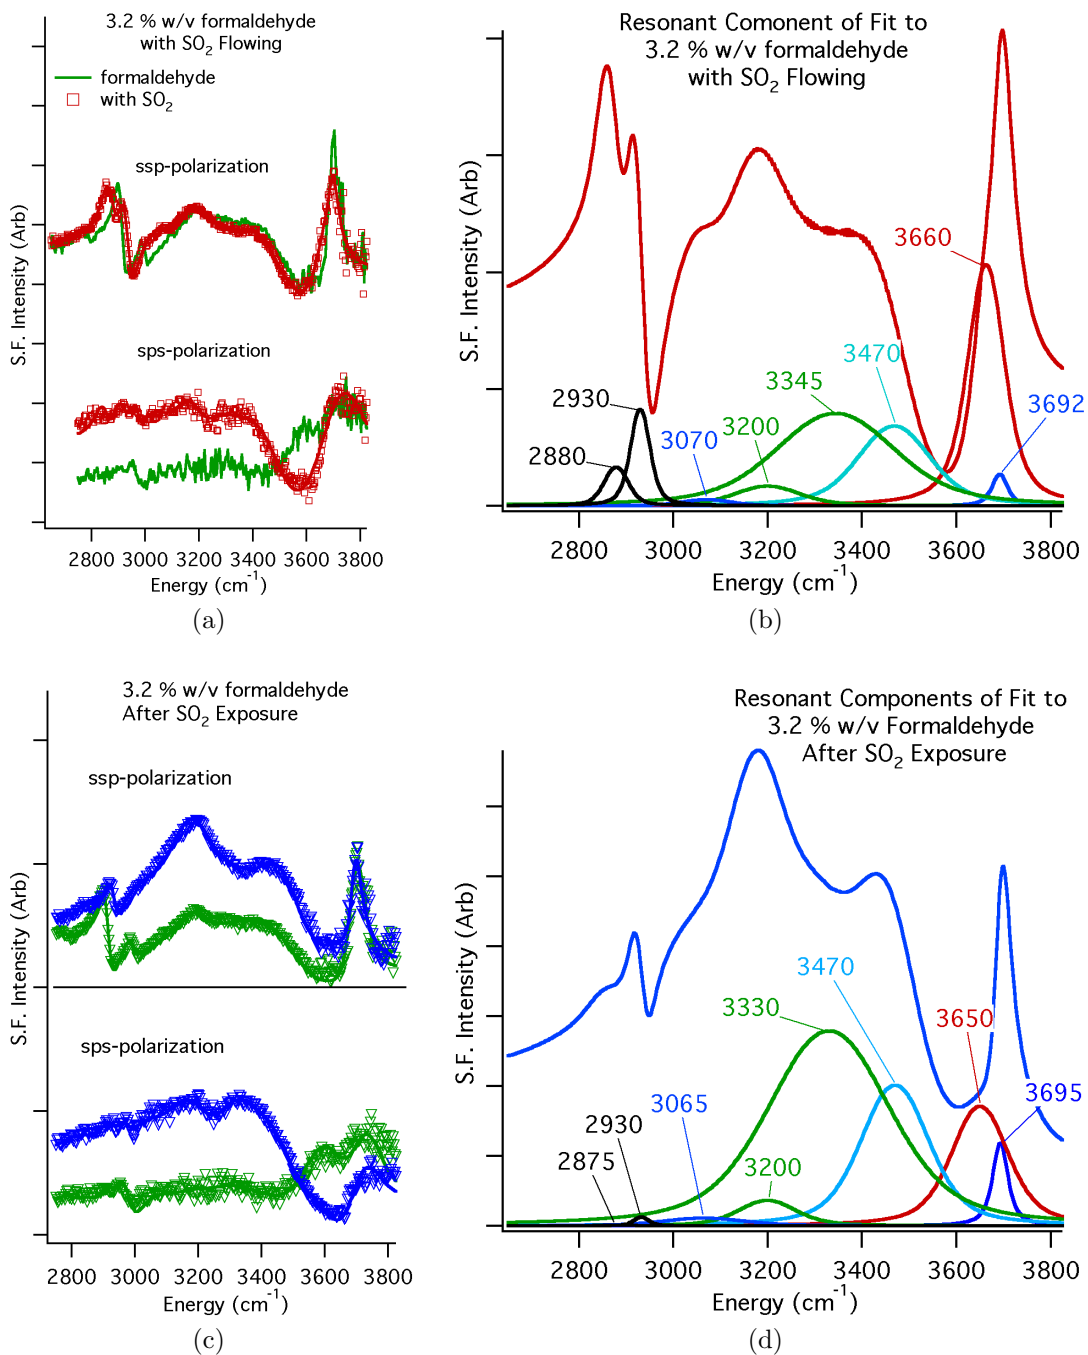 3.2 % w/v formaldehyde
with SO2 Flowing
formaldehyde
with SO2
ssp-polarization
sps-polarization
S.F. Intensity (Arb)
2800 3000 3200 3400 3600 3800
Energy (cm-1)
(a)
Resonant Comonent of Fit to
3.2 % w/v formaldehyde
with SO2 Flowing
S.F. Intensity (Arb)
3660
3470
3345
2930
3200
3070
3692
2880
2800 3000 3200 3400 3600 3800
Energy (cm-1)
(b)
3.2 % w/v formaldehyde
After SO2 Exposure
ssp-polarization
sps-polarization
S.F. Intensity (Arb)
2800 3000 3200 3400 3600 3800
Energy (cm-1)
(c)
Resonant Components of Fit to
3.2 % w/v Formaldehyde
After SO2 Exposure
S.F. Intensity (Arb)
3470
3330
3650
3695
3065
2930
2875
3200
2800 3000 3200 3400 3600 3800
Energy (cm-1)
(d)